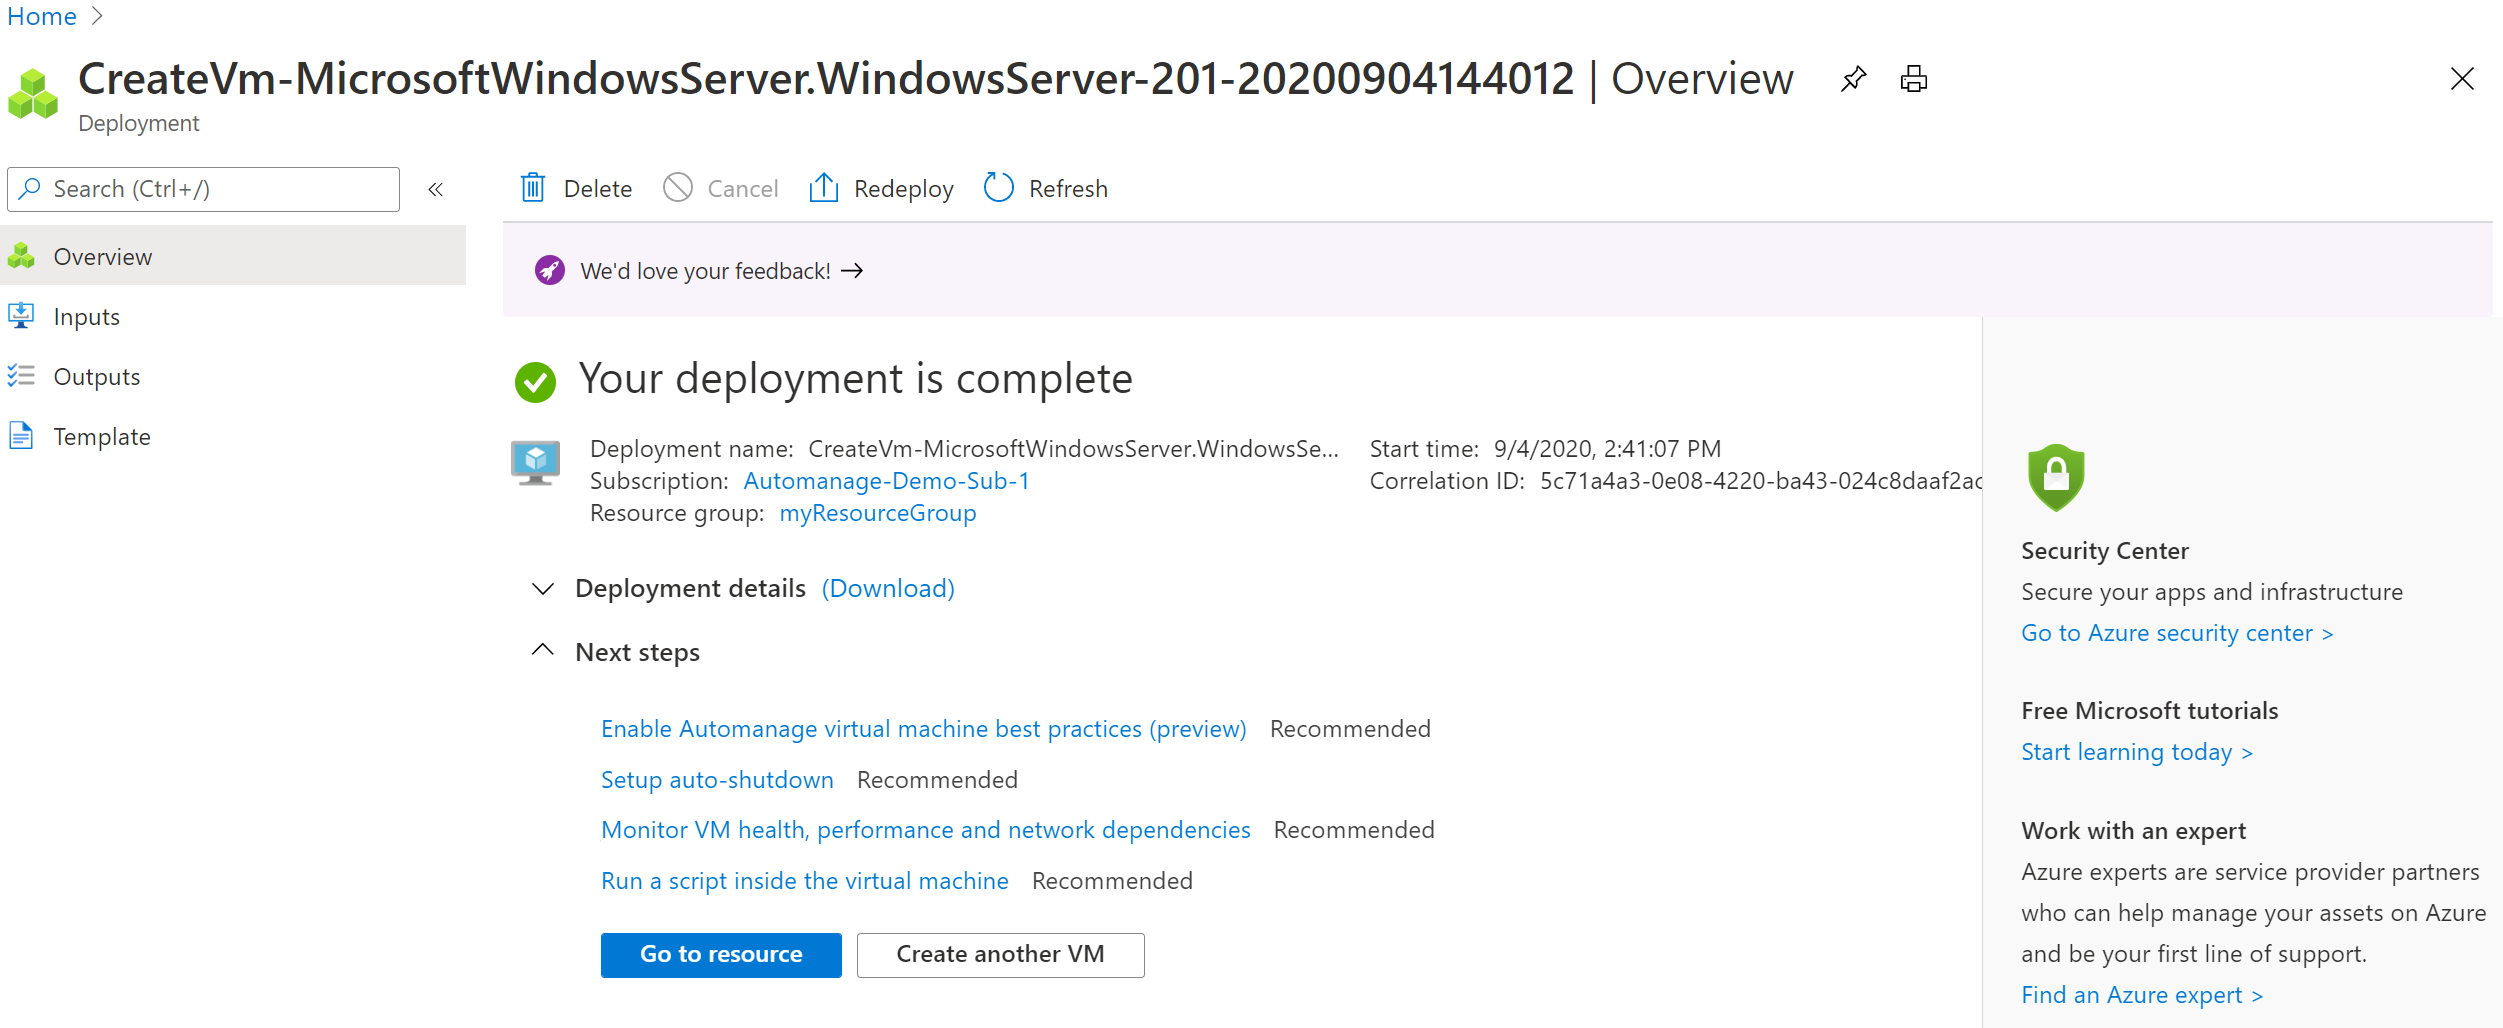 Home
CreateVm-MicrosoftWindowsServer.WindowsServer-201-20200904144012 | Overview
Deployment
Search (Ctrl+/)
«
Overview
Inputs
Outputs
Template
Delete
Cancel
Redeploy
Refresh
We'd love your feedback! →
Your deployment is complete
Deployment name: CreateVm-MicrosoftWindowsServer.WindowsSe...
Subscription: Automanage-Demo-Sub-1
Resource group: myResourceGroup
Start time: 9/4/2020, 2:41:07 PM
Correlation ID: 5c71a4a3-0e08-4220-ba43-024c8daaf2ac
Deployment details (Download)
Next steps
Enable Automanage virtual machine best practices (preview) Recommended
Setup auto-shutdown Recommended
Monitor VM health, performance and network dependencies Recommended
Run a script inside the virtual machine Recommended
Go to resource
Create another VM
Security Center
Secure your apps and infrastructure
Go to Azure security center >
Free Microsoft tutorials
Start learning today >
Work with an expert
Azure experts are service provider partners
who can help manage your assets on Azure
and be your first line of support.
Find an Azure expert >